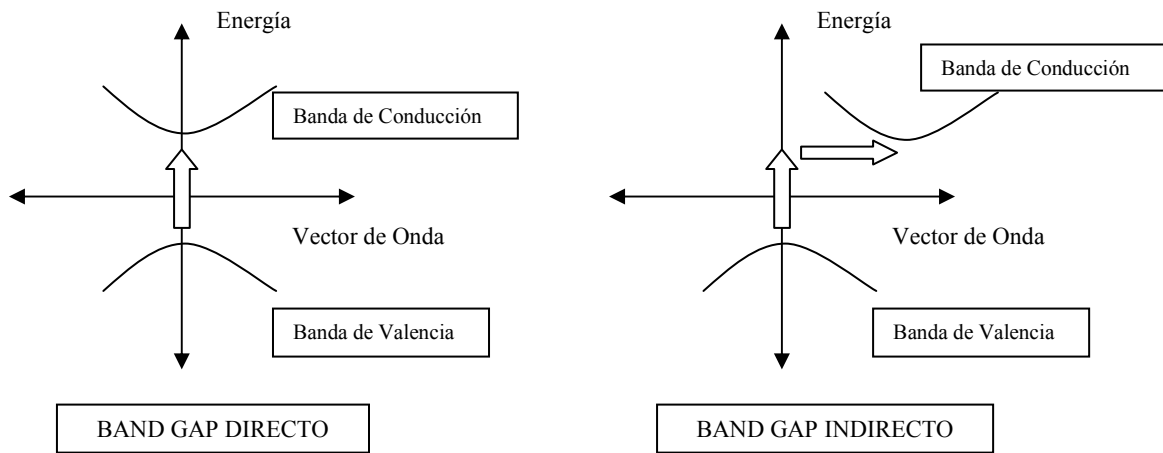 Energía
Banda de Conducción
Vector de Onda
Banda de Valencia
BAND GAP DIRECTO
Energía
Banda de Conducción
Vector de Onda
Banda de Valencia
BAND GAP INDIRECTO